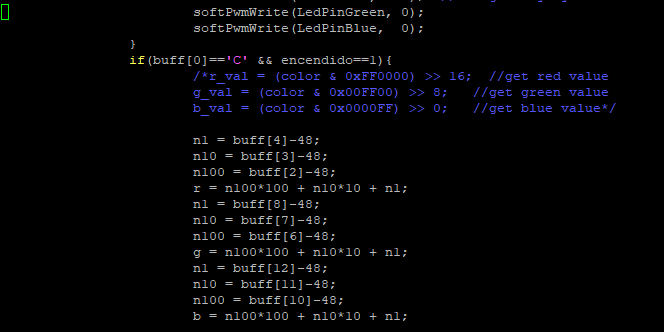 softPwmWrite(LedPinGreen, 0);
softPwmWrite(LedPinBlue,  0);
}
if(buff[0]=='C' && encendido==1){
/*r_val = (color & 0xFF0000) >> 16;  //get red value
g_val = (color & 0x00FF00) >> 8;   //get green value
b_val = (color & 0x0000FF) >> 0;   //get blue value*/
n1 = buff[4]-48;
n10 = buff[3]-48;
n100 = buff[2]-48;
r = n100*100 + n10*10 + n1;
n1 = buff[8]-48;
n10 = buff[7]-48;
n100 = buff[6]-48;
g = n100*100 + n10*10 + n1;
n1 = buff[12]-48;
n10 = buff[11]-48;
n100 = buff[10]-48;
b = n100*100 + n10*10 + n1;